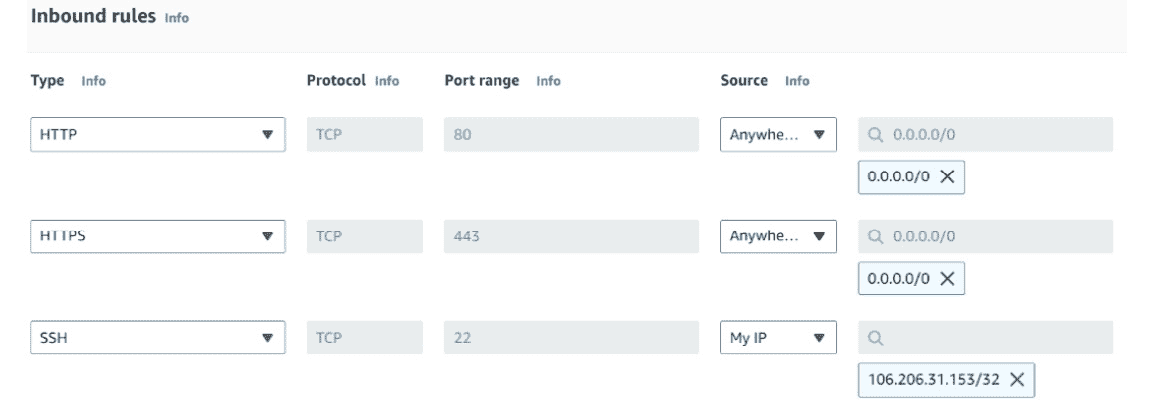 Inbound rules Info
Type Info Protocol Info Port range Info Source Info
HTTP TCP 80 Anywhe... 0.0.0.0/0
0.0.0.0/0
HTTPS TCP 443 Anywhe... 0.0.0.0/0
0.0.0.0/0
SSH TCP 22 My IP
106.206.31.153/32